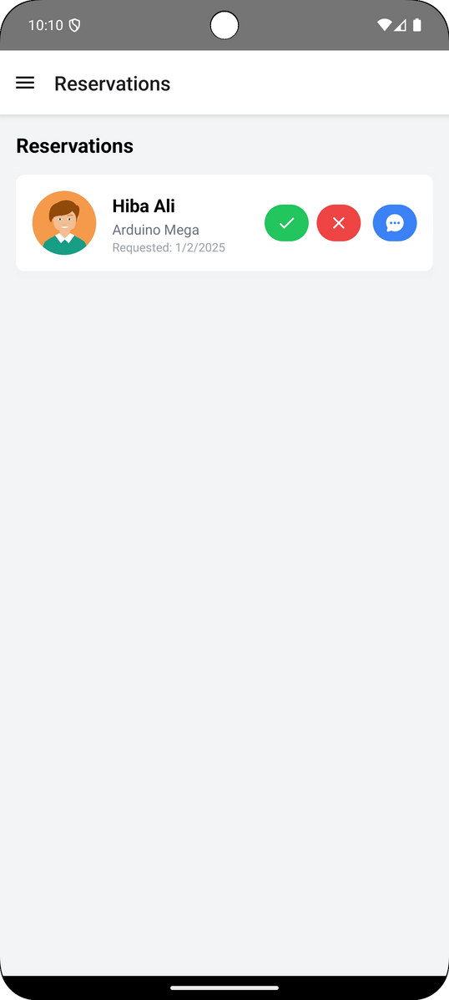 10:10
Reservations
Reservations
Hiba Ali
Arduino Mega
Requested: 1/2/2025